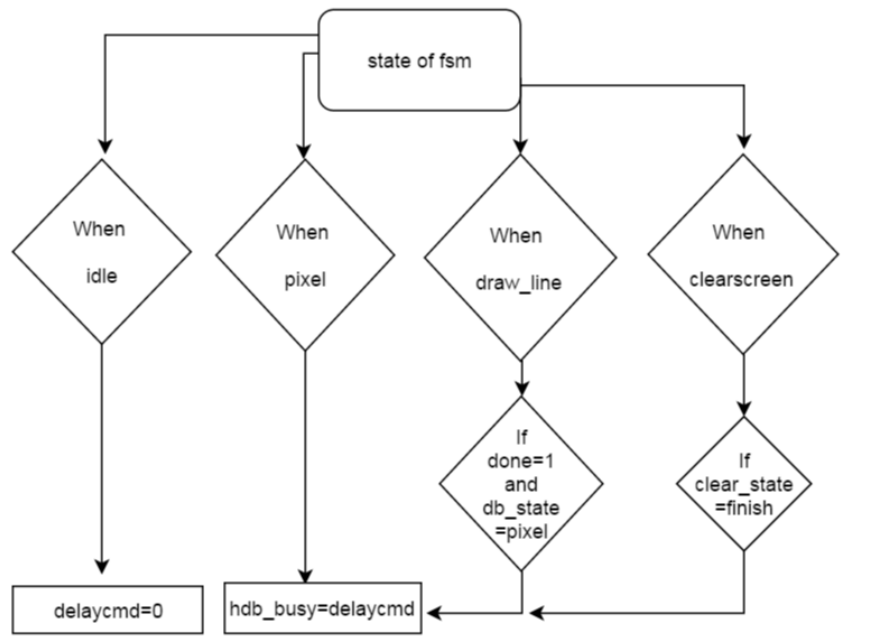 state of fsm
When
idle
When
pixel
When
draw_line
When
clearscreen
If
done=1
and
db_state
=pixel
If
clear_state
=finish
delaycmd=0
hdb_busy=delaycmd